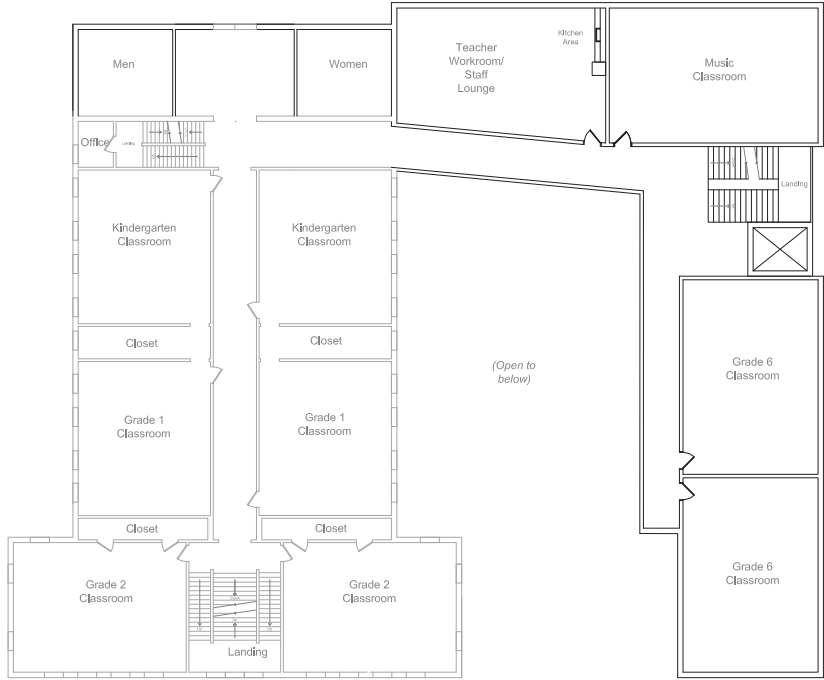 Men
Women
Teacher
Workroom/
Staff
Lounge
Kitchen
Area
Music
Classroom
Office
Landing
Landing
Kindergarten
Classroom
Kindergarten
Classroom
Closet
Closet
(Open to
below)
Grade 6
Classroom
Grade 1
Classroom
Grade 1
Classroom
Closet
Closet
Grade 2
Classroom
Grade 2
Classroom
Grade 6
Classroom
Landing